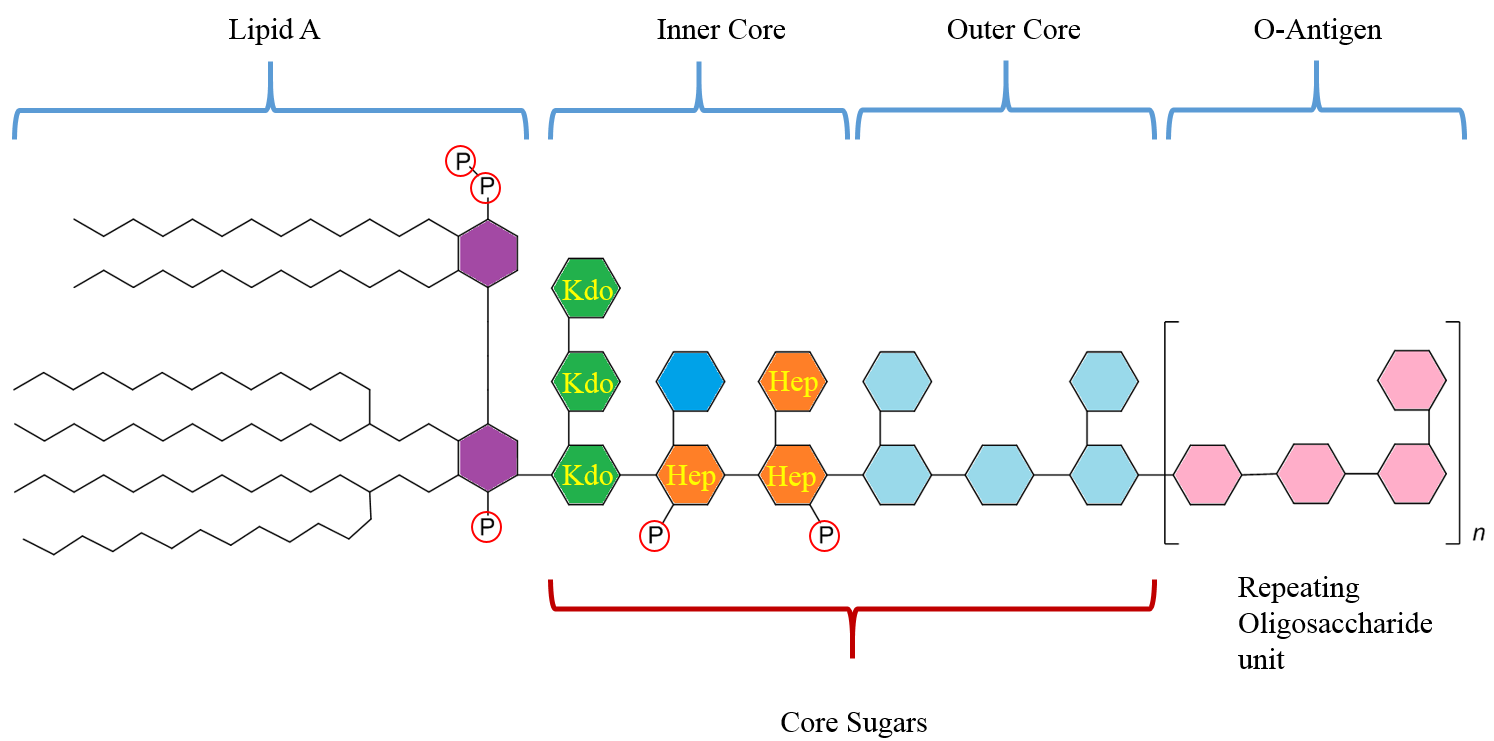 Lipid A
Inner Core
Outer Core
O-Antigen
P
P
Kdo
Kdo
Hep
Kdo
Hep
Hep
P
P
P
n
Repeating
Oligosaccharide
unit
Core Sugars